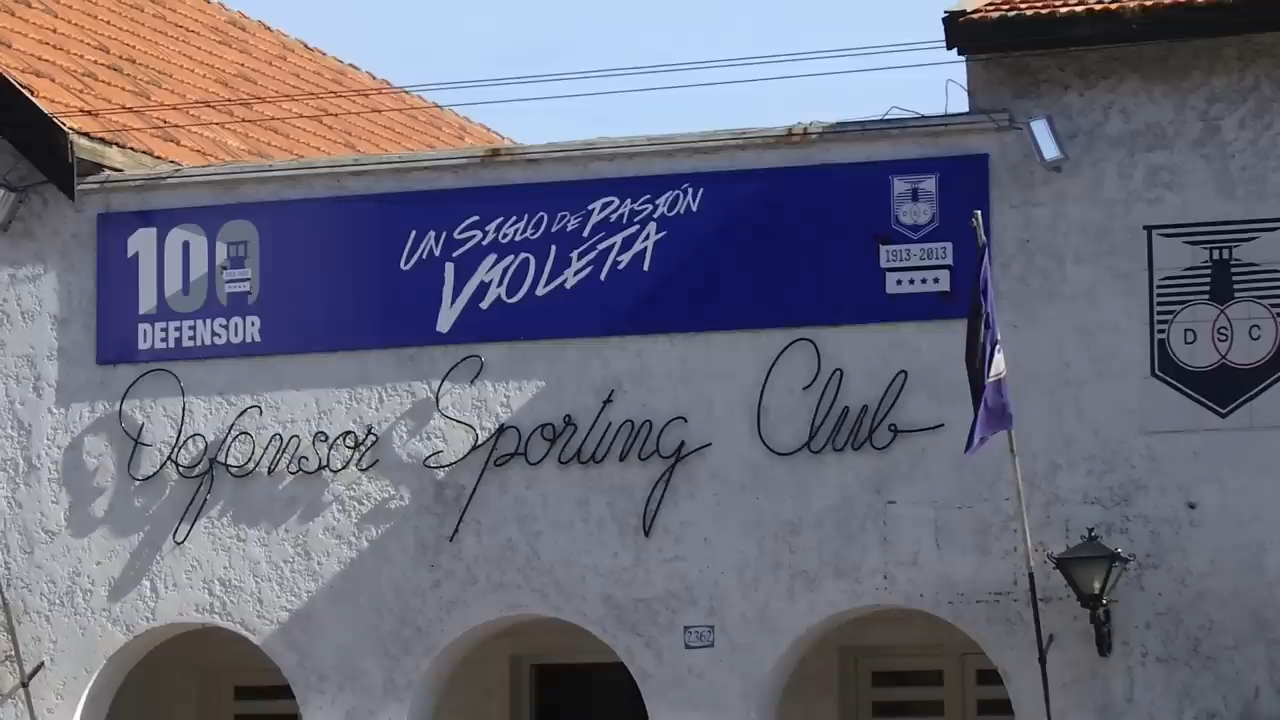 100
DEFENSOR
UN SIGLO DE PASIÓN
VIOLETA
DSC
1913-2013
Defensor Sporting Club
DSC
2362